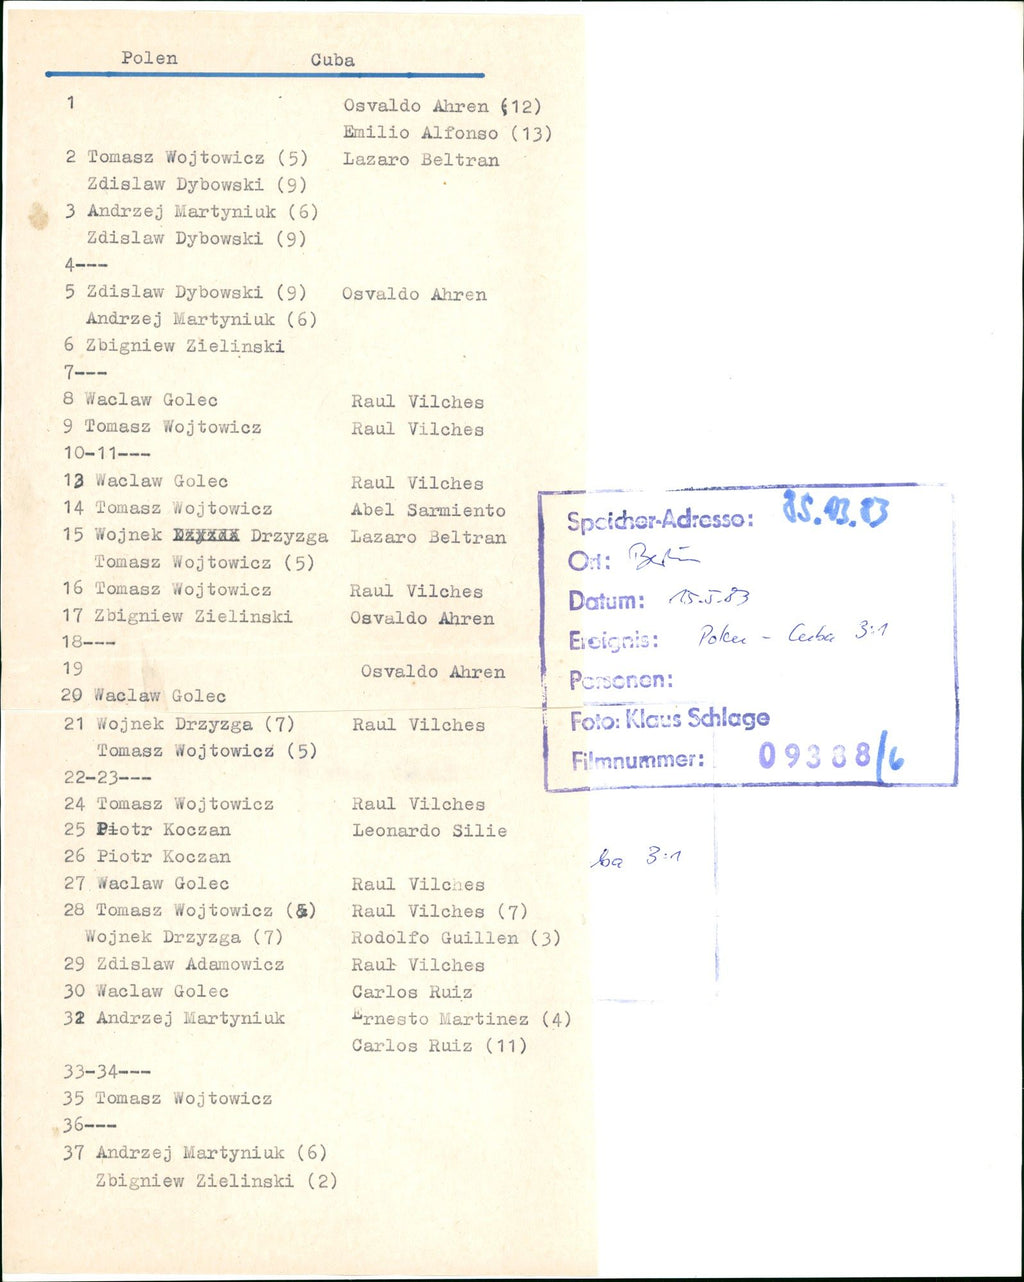 Polen Cuba
1 Osvaldo Ahren (12)
Emilio Alfonso (13)
2 Tomasz Wojtowicz (5) Lazaro Beltran
Zdislaw Dybowski (9)
3 Andrzej Martyniuk (6)
Zdislaw Dybowski (9)
4---
5 Zdislaw Dybowski (9) Osvaldo Ahren
Andrzej Martyniuk (6)
6 Zbigniew Zielinski
7---
8 Waclaw Golec Raul Vilches
9 Tomasz Wojtowicz Raul Vilches
10-11---
13 Waclaw Golec Raul Vilches
14 Tomasz Wojtowicz Abel Sarmiento
15 Wojnek Drzyzga Lazaro Beltran
Tomasz Wojtowicz (5)
16 Tomasz Wojtowicz Raul Vilches
17 Zbigniew Zielinski Osvaldo Ahren
18---
19 Osvaldo Ahren
20 Waclaw Golec
21 Wojnek Drzyzga (7) Raul Vilches
Tomasz Wojtowicz (5)
22-23---
24 Tomasz Wojtowicz Raul Vilches
25 Piotr Koczan Leonardo Silie
26 Piotr Koczan
27 Waclaw Golec Raul Vilches
28 Tomasz Wojtowicz Raul Vilches (7)
Wojnek Drzyzga (7) Rodolfo Guillen (3)
29 Zdislaw Adamowicz Raul Vilches
30 Waclaw Golec Carlos Ruiz
32 Andrzej Martyniuk Ernesto Martinez (4)
Carlos Ruiz (11)
33-34---
35 Tomasz Wojtowicz
36---
37 Andrzej Martyniuk (6)
Zbigniew Zielinski (2)
Speicher-Adresse: 85.03.83
Ort: Berlin
Datum: 15.5.83
Ereignis: Polen - Cuba 3:1
Personen:
Foto: Klaus Schlage
Filmnummer: 09388/6
ba 3:1